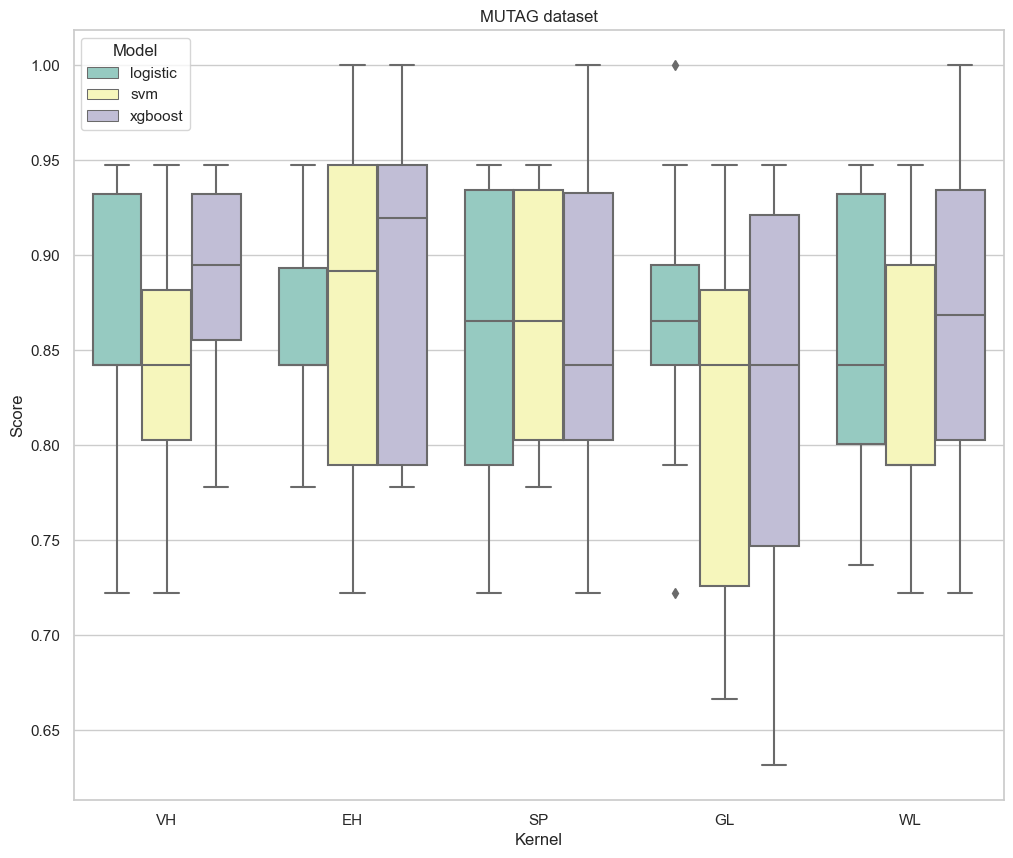 MUTAG dataset
Model
logistic
svm
xgboost
1.00
0.95
0.90
0.85
0.80
0.75
0.70
0.65
Score
VH EH SP GL WL
Kernel